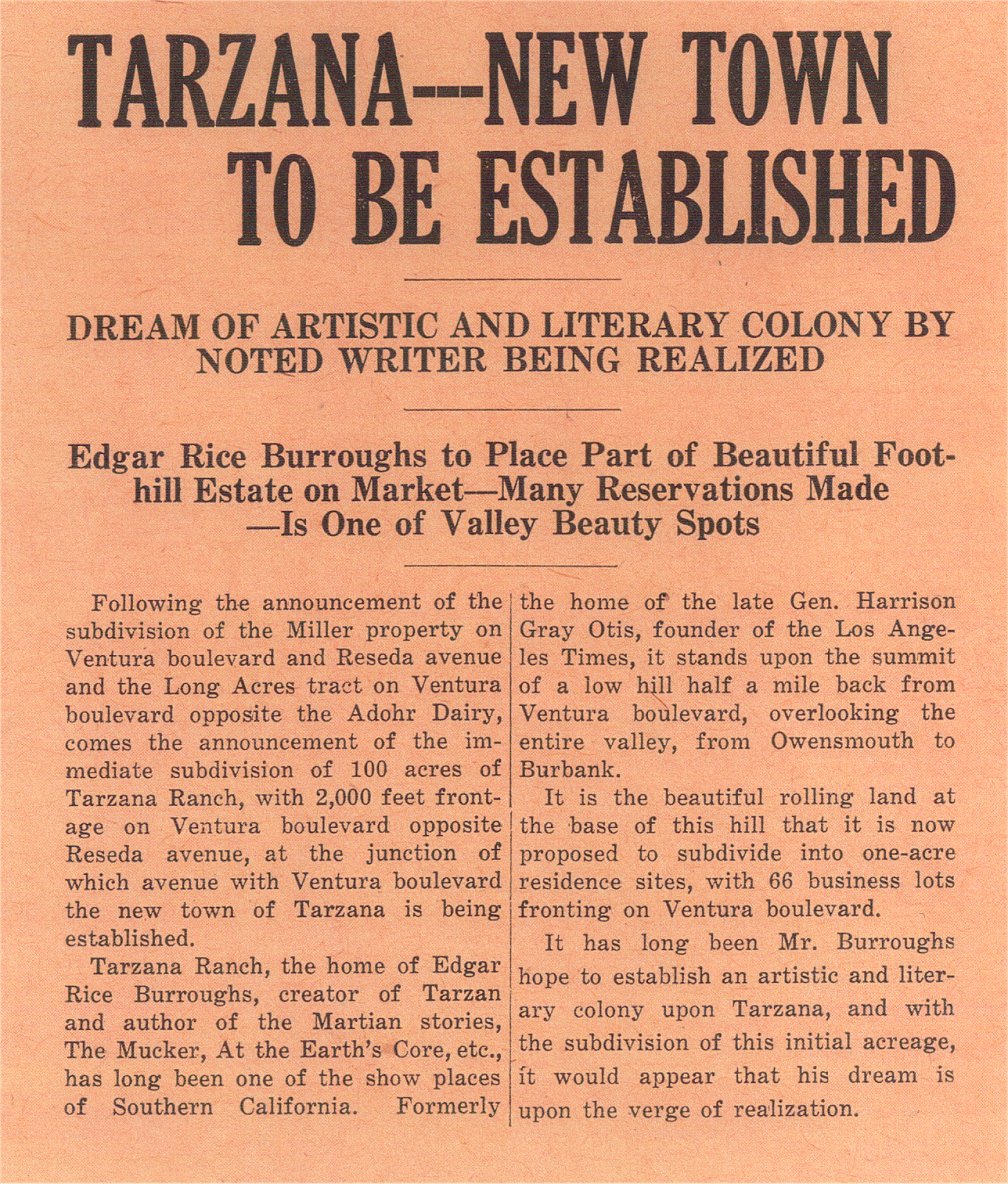 TARZANA---NEW TOWN
TO BE ESTABLISHED
DREAM OF ARTISTIC AND LITERARY COLONY BY
NOTED WRITER BEING REALIZED
Edgar Rice Burroughs to Place Part of Beautiful Foot-
hill Estate on Market—Many Reservations Made
—Is One of Valley Beauty Spots
Following the announcement of the
subdivision of the Miller property on
Ventura boulevard and Reseda avenue
and the Long Acres tract on Ventura
boulevard opposite the Adohr Dairy,
comes the announcement of the im-
mediate subdivision of 100 acres of
Tarzana Ranch, with 2,000 feet front-
age on Ventura boulevard opposite
Reseda avenue, at the junction of
which avenue with Ventura boulevard
the new town of Tarzana is being
established.
Tarzana Ranch, the home of Edgar
Rice Burroughs, creator of Tarzan
and author of the Martian stories,
The Mucker, At the Earth's Core, etc.,
has long been one of the show places
of Southern California. Formerly
the home of the late Gen. Harrison
Gray Otis, founder of the Los Ange-
les Times, it stands upon the summit
of a low hill half a mile back from
Ventura boulevard, overlooking the
entire valley, from Owensmouth to
Burbank.
It is the beautiful rolling land at
the base of this hill that it is now
proposed to subdivide into one-acre
residence sites, with 66 business lots
fronting on Ventura boulevard.
It has long been Mr. Burroughs
hope to establish an artistic and liter-
ary colony upon Tarzana, and with
the subdivision of this initial acreage,
it would appear that his dream is
upon the verge of realization.